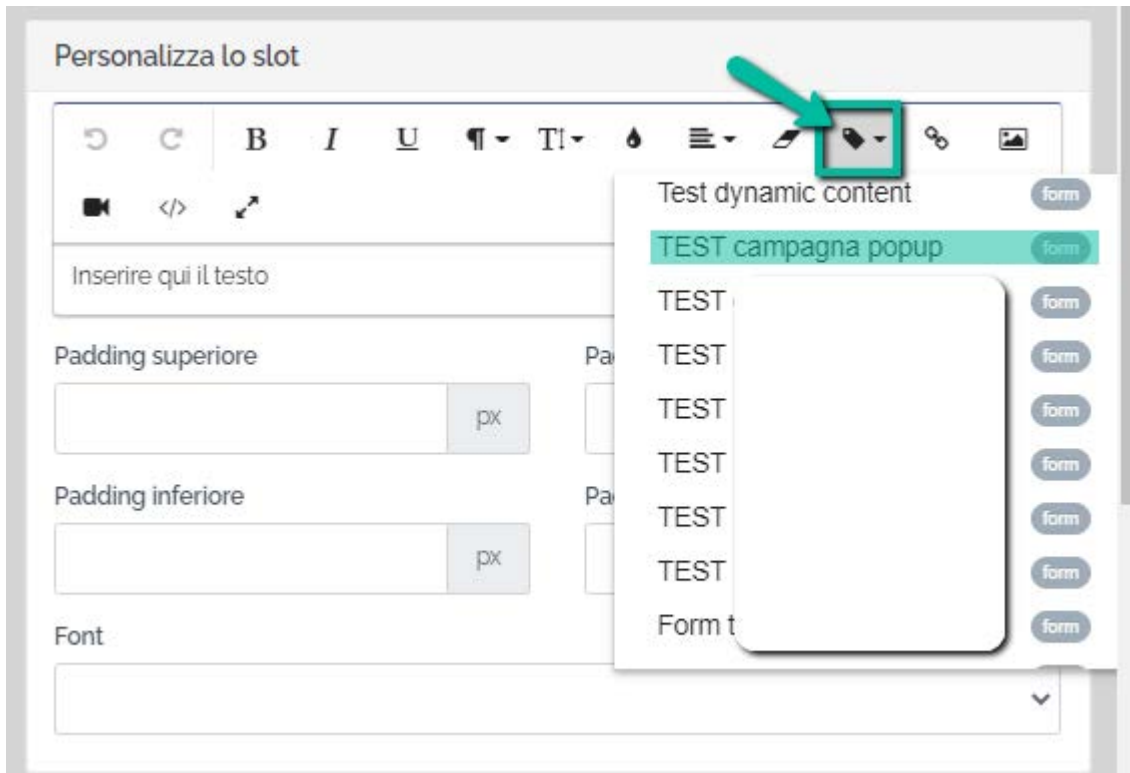 Personalizza lo slot
B I U ¶ T
</>
Test dynamic content form
TEST campagna popup form
Inserire qui il testo
TEST form
Padding superiore
Pa
TEST form
px
TEST form
TEST form
Padding inferiore
Pa
TEST form
px
TEST form
Font
Form t form